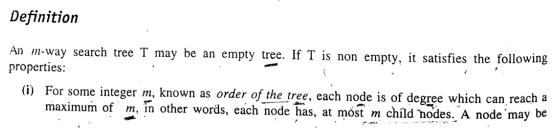 Definition
An m-way search tree T may be an empty tree. If T is non empty, it satisfies the following
properties:
(i) For some integer m, known as order of the tree, each node is of degree which can reach a
maximum of m, in other words, each node has, at most m child nodes. A node may be